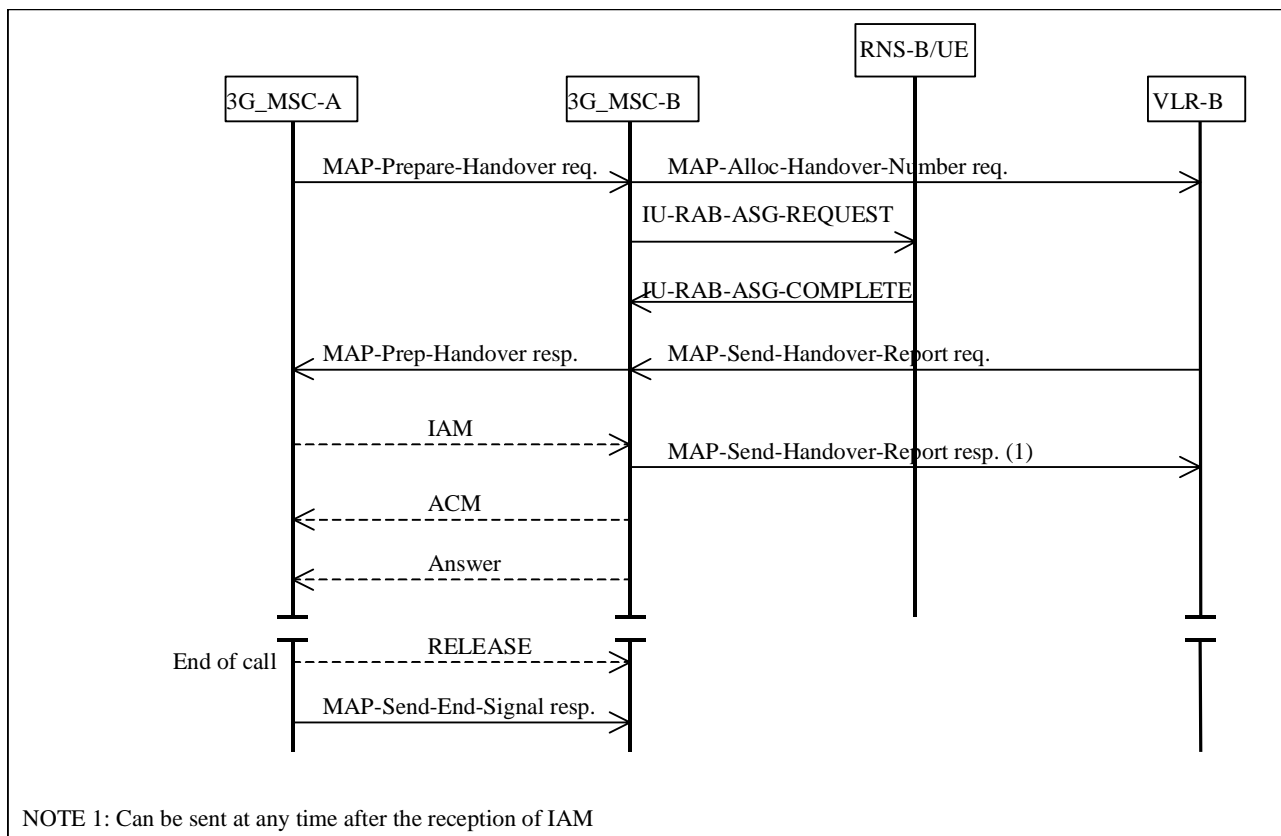 RNS-B/UE
3G_MSC-A
3G_MSC-B
VLR-B
MAP-Prepare-Handover req.
MAP-Alloc-Handover-Number req.
IU-RAB-ASG-REQUEST
IU-RAB-ASG-COMPLETE
MAP-Prep-Handover resp.
MAP-Send-Handover-Report req.
IAM
MAP-Send-Handover-Report resp. (1)
ACM
Answer
RELEASE
End of call
MAP-Send-End-Signal resp.
NOTE 1: Can be sent at any time after the reception of IAM